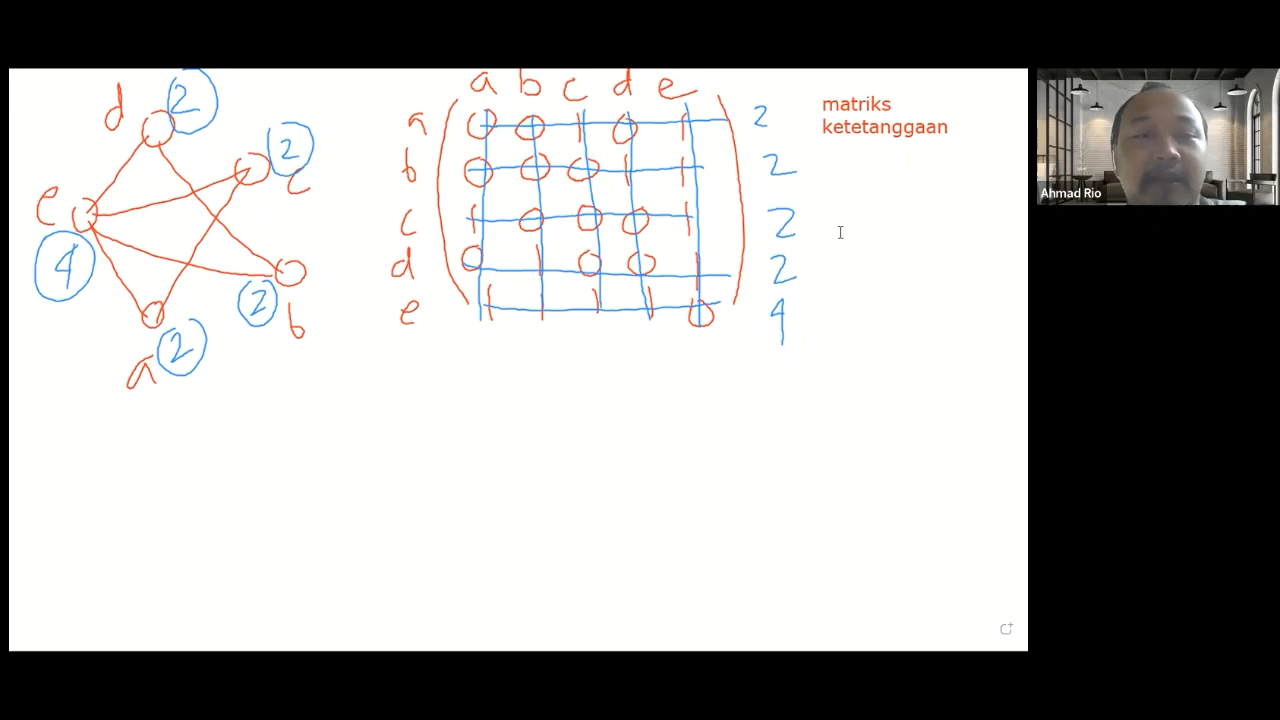 d 2
2
c
e
4
2
b
a 2
a b c d e
a 0 0 1 0 1 2
b 0 0 0 1 1 2
c 1 0 0 0 1 2
d 0 1 0 0 1 2
e 1 1 1 1 0 4
matriks
ketetanggaan
Ahmad Rio